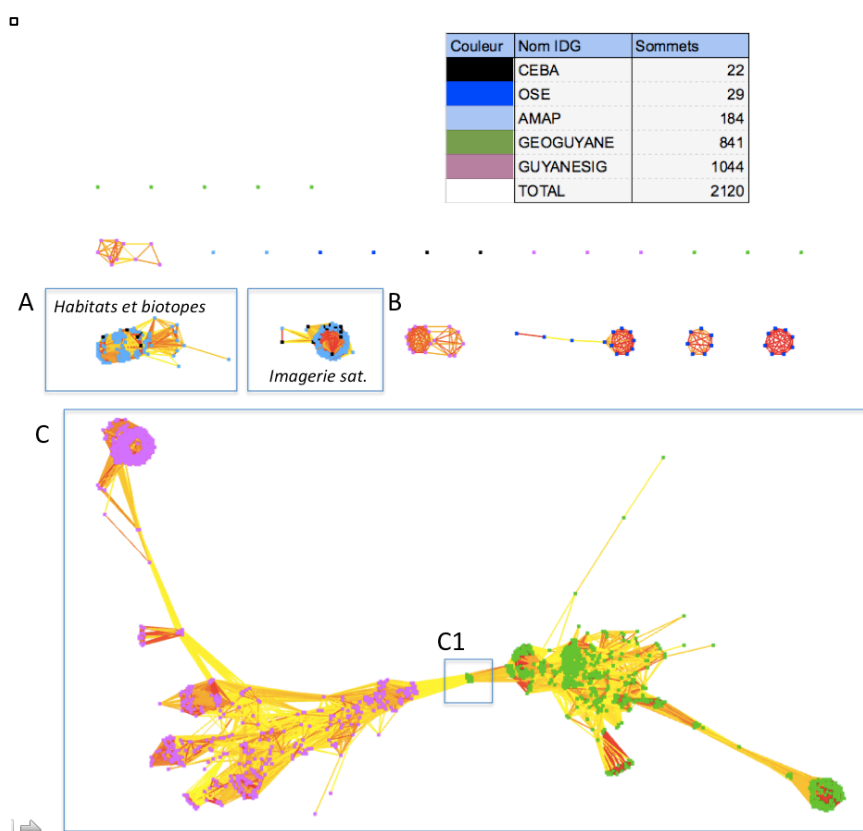 Couleur Nom IDG Sommets
CEBA 22
OSE 29
AMAP 184
GEOGUYANE 841
GUYANESIG 1044
TOTAL 2120
A Habitats et biotopes B
Imagerie sat.
C
C1